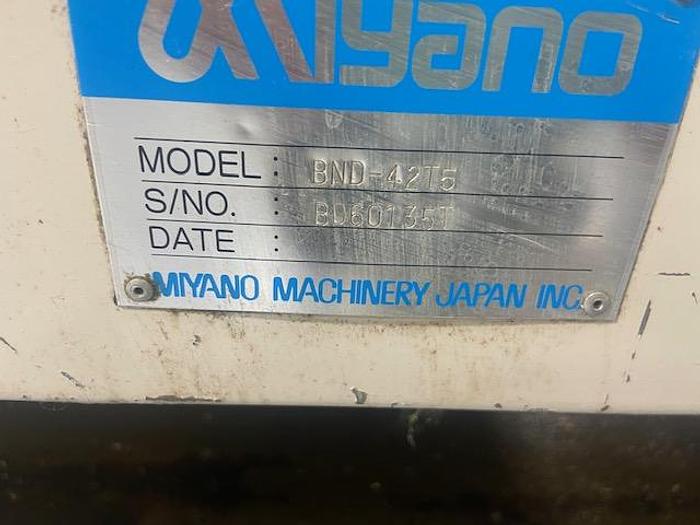 Miyano
MODEL : BND-42T5
S/NO. : BD60135T
DATE :
MIYANO MACHINERY JAPAN INC.